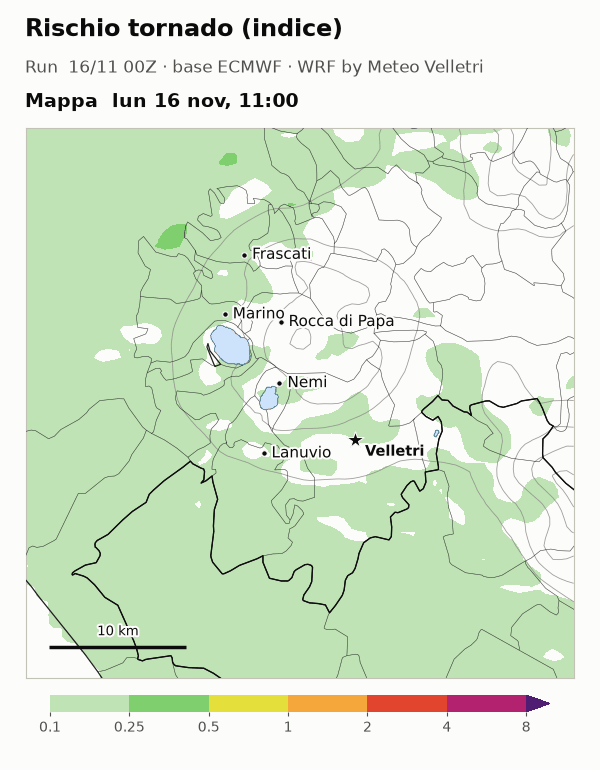 Rischio tornado (indice)
Run  16/11 00Z · base ECMWF · WRF by Meteo Velletri
Mappa  lun 16 nov, 11:00
Frascati
Marino
Rocca di Papa
Nemi
Velletri
Lanuvio
10 km
0.1 0.25 0.5 1 2 4 8